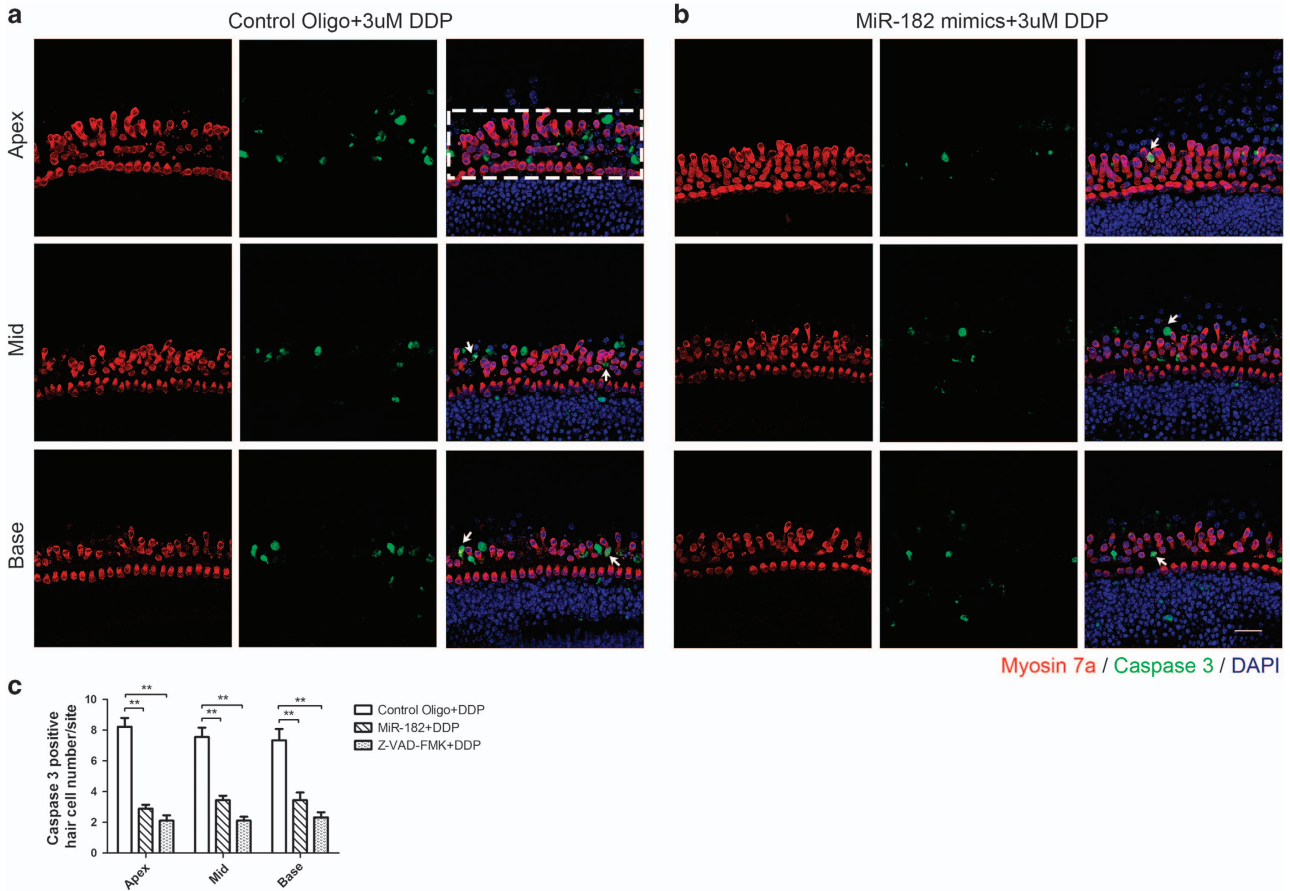 a
Control Oligo+3uM DDP
b
MiR-182 mimics+3uM DDP
Apex
Mid
Base
Myosin 7a / Caspase 3 / DAPI
c
Caspase 3 positive
hair cell number/site
10
8
6
4
2
0
**
**
**
**
**
**
Apex
Mid
Base
Control Oligo+DDP
MiR-182+DDP
Z-VAD-FMK+DDP